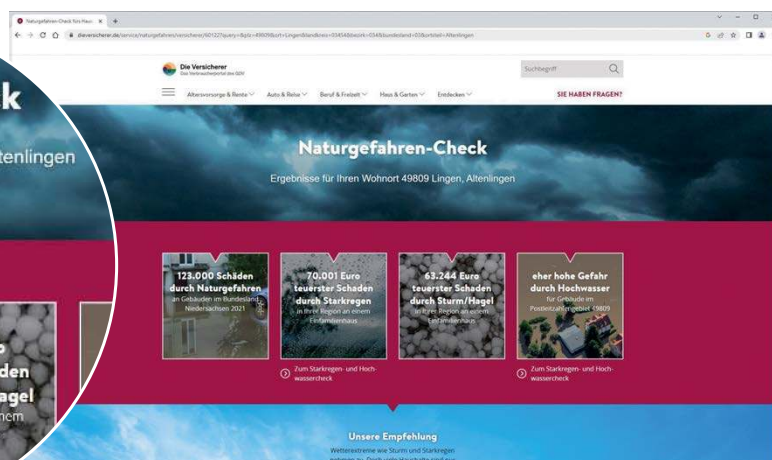 Naturgefahren-Check fürs Haus
Die Versicherer
Das Verbraucherportal des GDV
Suchbegriff
Altersvorsorge & Rente
Auto & Reise
Beruf & Freizeit
Haus & Garten
Entdecken
SIE HABEN FRAGEN?
k
tenlingen
Naturgefahren-Check
Ergebnisse für Ihren Wohnort 49809 Lingen, Altenlingen
123.000 Schäden
durch Naturgefahren
an Gebäuden im Bundesland
Niedersachsen 2021
70.001 Euro
teuerster Schaden
durch Starkregen
in Ihrer Region an einem
Einfamilienhaus
63.244 Euro
teuerster Schaden
durch Sturm/Hagel
in Ihrer Region an einem
Einfamilienhaus
eher hohe Gefahr
durch Hochwasser
für Gebäude im
Postleitzahlengebiet 49809
o
den
agel
nem
Zum Starkregen- und Hoch-
wassercheck
Zum Starkregen- und Hoch-
wassercheck
Unsere Empfehlung
Wetterextreme wie Sturm und Starkregen